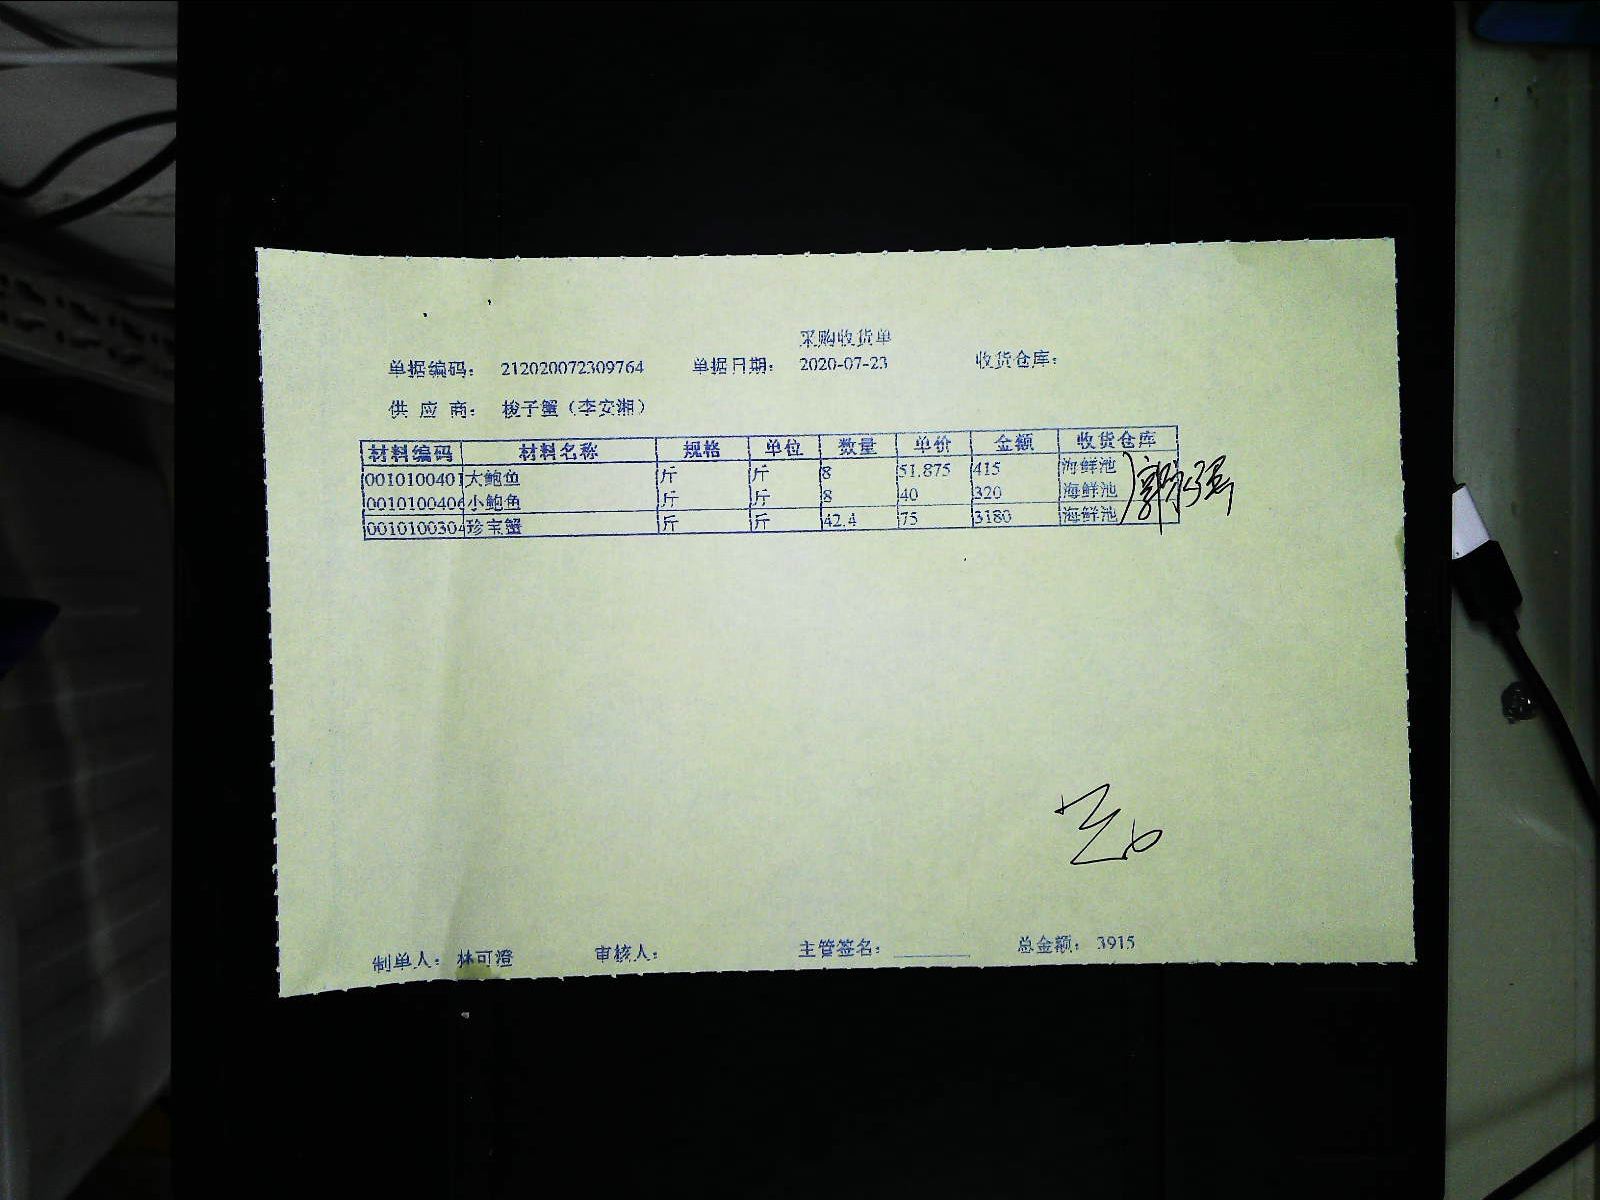 采购收货单
单据编码： 212020072309764 单据日期： 2020-07-23 收货仓库：
供 应 商： 梭子蟹（李安湘）
材料编码 材料名称 规格 单位 数量 单价 金额 收货仓库
0010100401 大鲍鱼 斤 斤 8 51.875 415 海鲜池
0010100406 小鲍鱼 斤 斤 8 40 320 海鲜池
0010100304 珍宝蟹 斤 斤 42.4 75 3180 海鲜池
制单人： 林可澄 审核人： 主管签名： 总金额： 3915